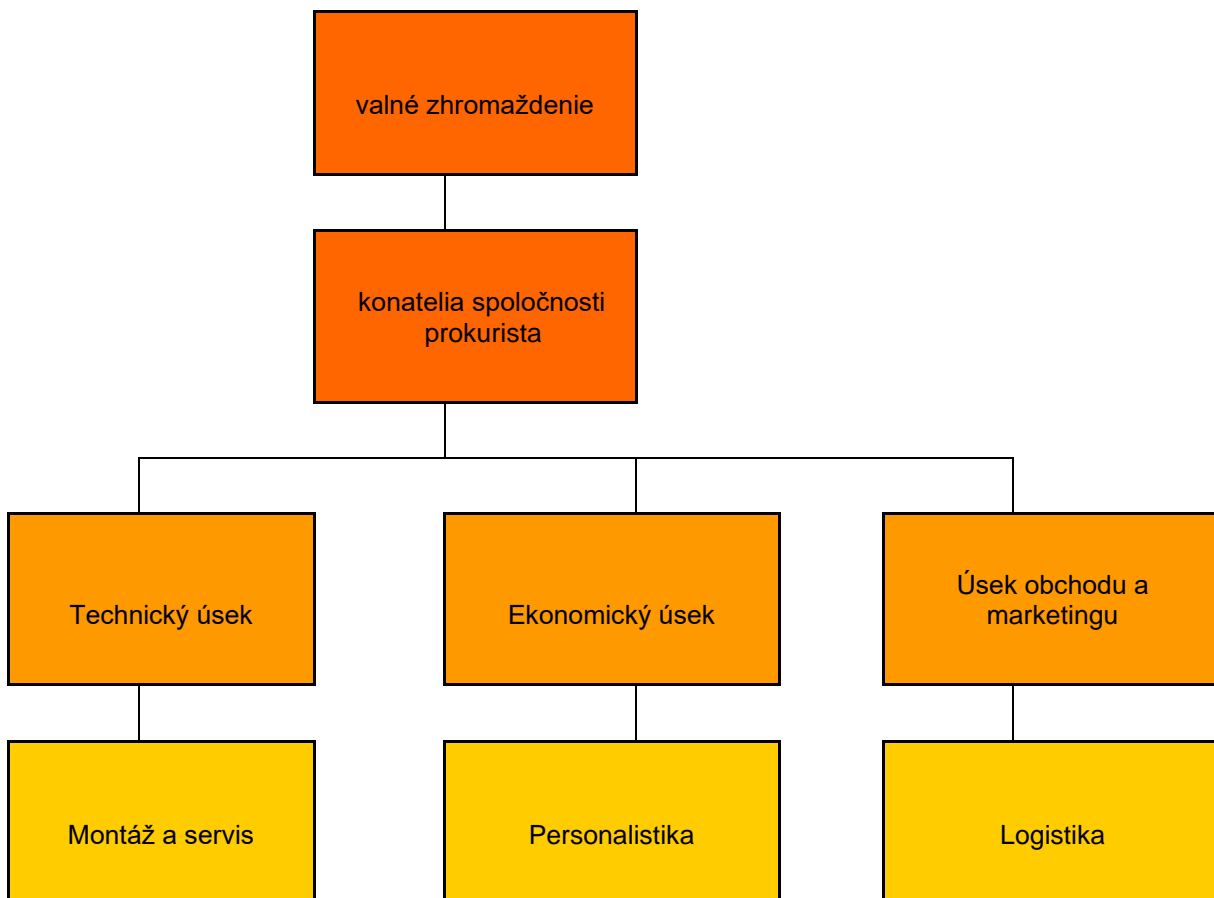 valné zhromaždenie
konatelia spoločnosti
prokurista
Technický úsek
Ekonomický úsek
Úsek obchodu a
marketingu
Montáž a servis
Personalistika
Logistika